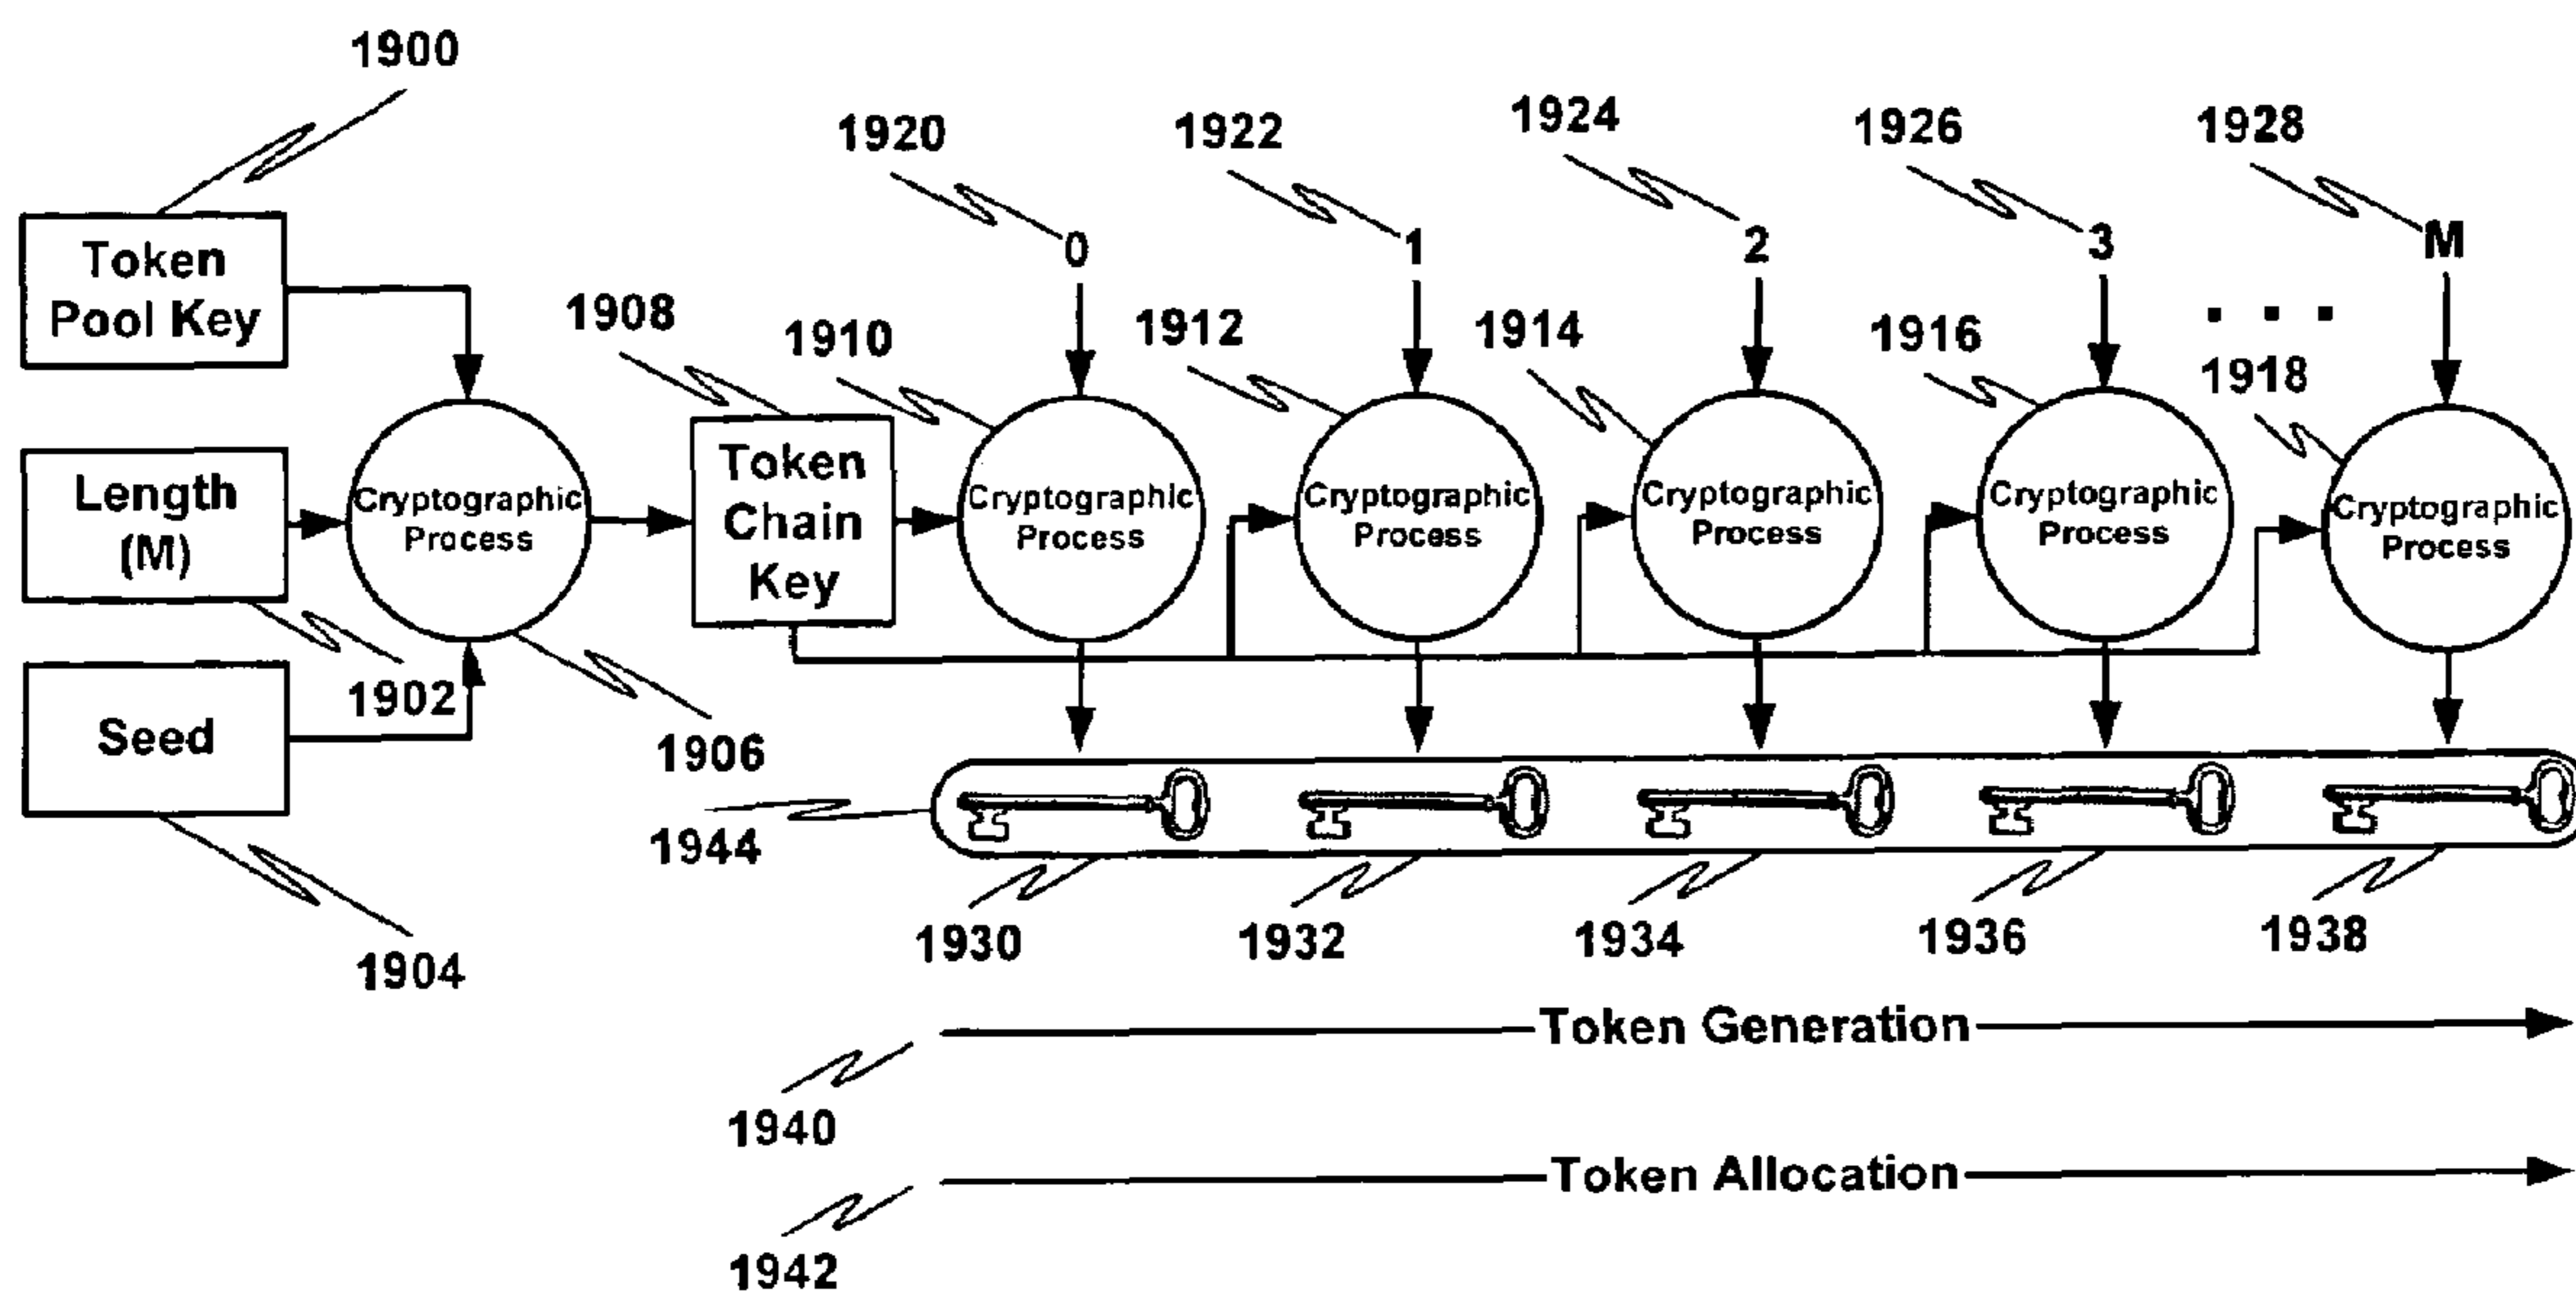 1900
1920
1922
1924
1926
1928
Token
Pool Key
0
1
2
3
M
1908
1910
1912
1914
1916
. . .
1918
Length
(M)
Cryptographic
Process
Token
Chain
Key
Cryptographic
Process
Cryptographic
Process
Cryptographic
Process
Cryptographic
Process
Cryptographic
Process
1902
Seed
1906
1944
1904
1930
1932
1934
1936
1938
Token Generation
1940
Token Allocation
1942